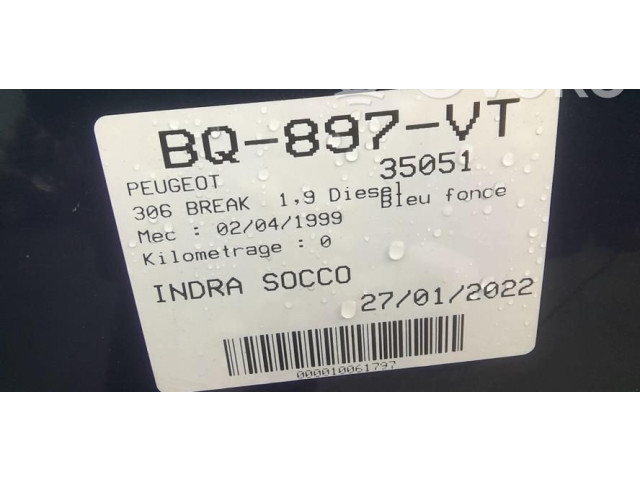 BQ-897-VT
PEUGEOT 35051
306 BREAK 1,9 Diesel Bleu fonce
Mec : 02/04/1999
Kilometrage : 0
INDRA SOCCO 27/01/2022
000010061797